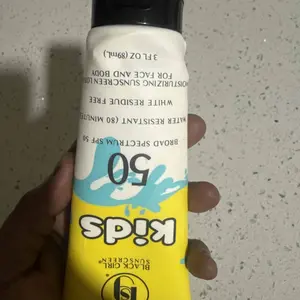 BLACK GIRL
SUNSCREEN®
kids
50
BROAD SPECTRUM SPF 50
WATER RESISTANT (80 MINUTES)
WHITE RESIDUE FREE
MOISTURIZING SUNSCREEN
FOR FACE AND BODY
3 FL OZ (89mL)